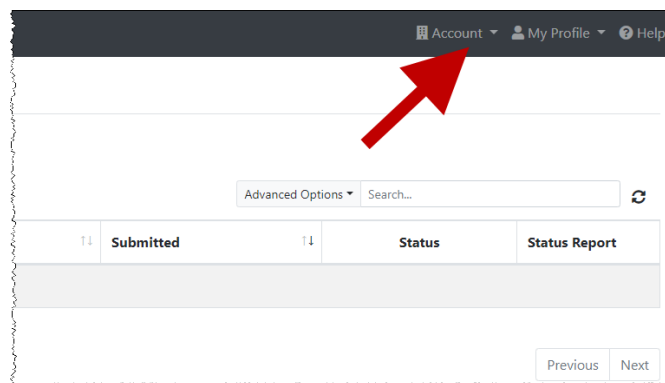 Account My Profile Help
Advanced Options Search...
Submitted Status Status Report
Previous Next